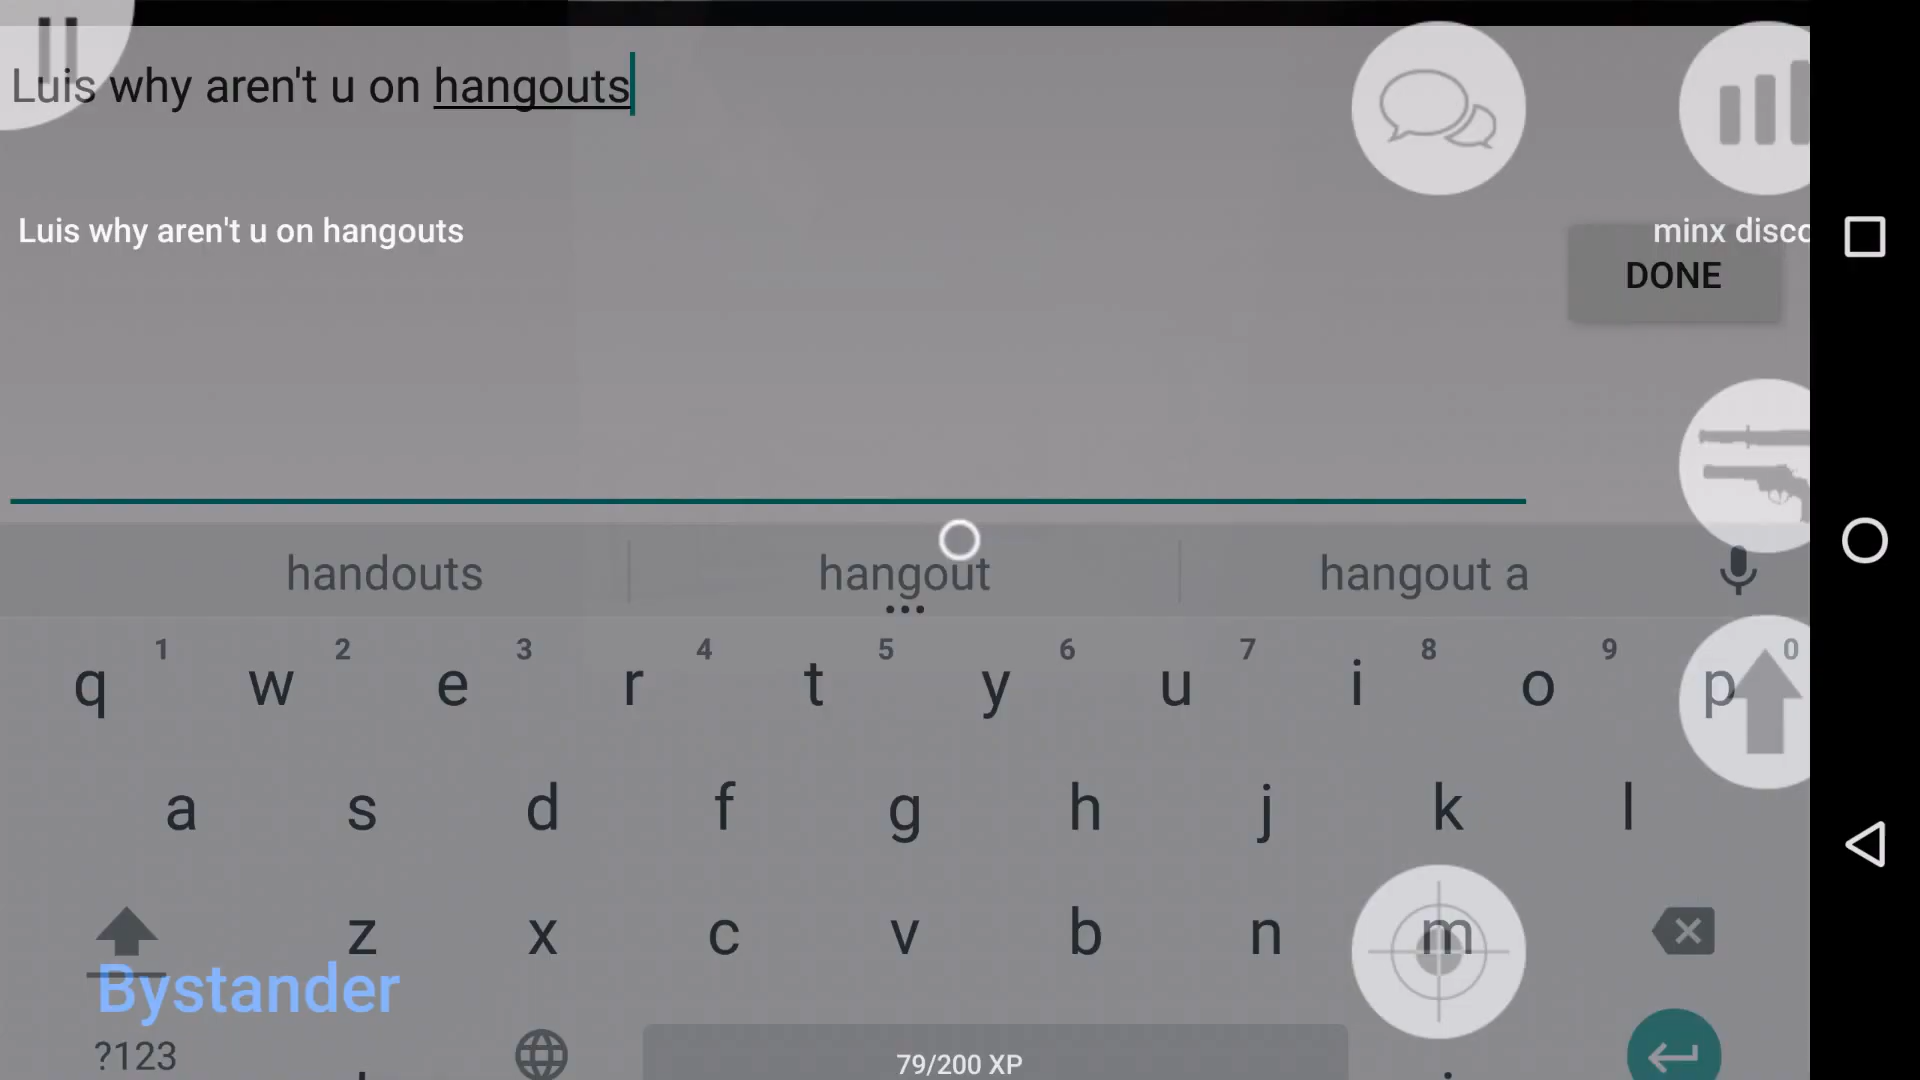 Luis why aren't u on hangouts
Luis why aren't u on hangouts
minx disco
DONE
handouts
hangout
hangout a
1 2 3 4 5 6 7 8 9 0
q w e r t y u i o p
a s d f g h j k l
z x c v b n m
Bystander
?123
79/200 XP